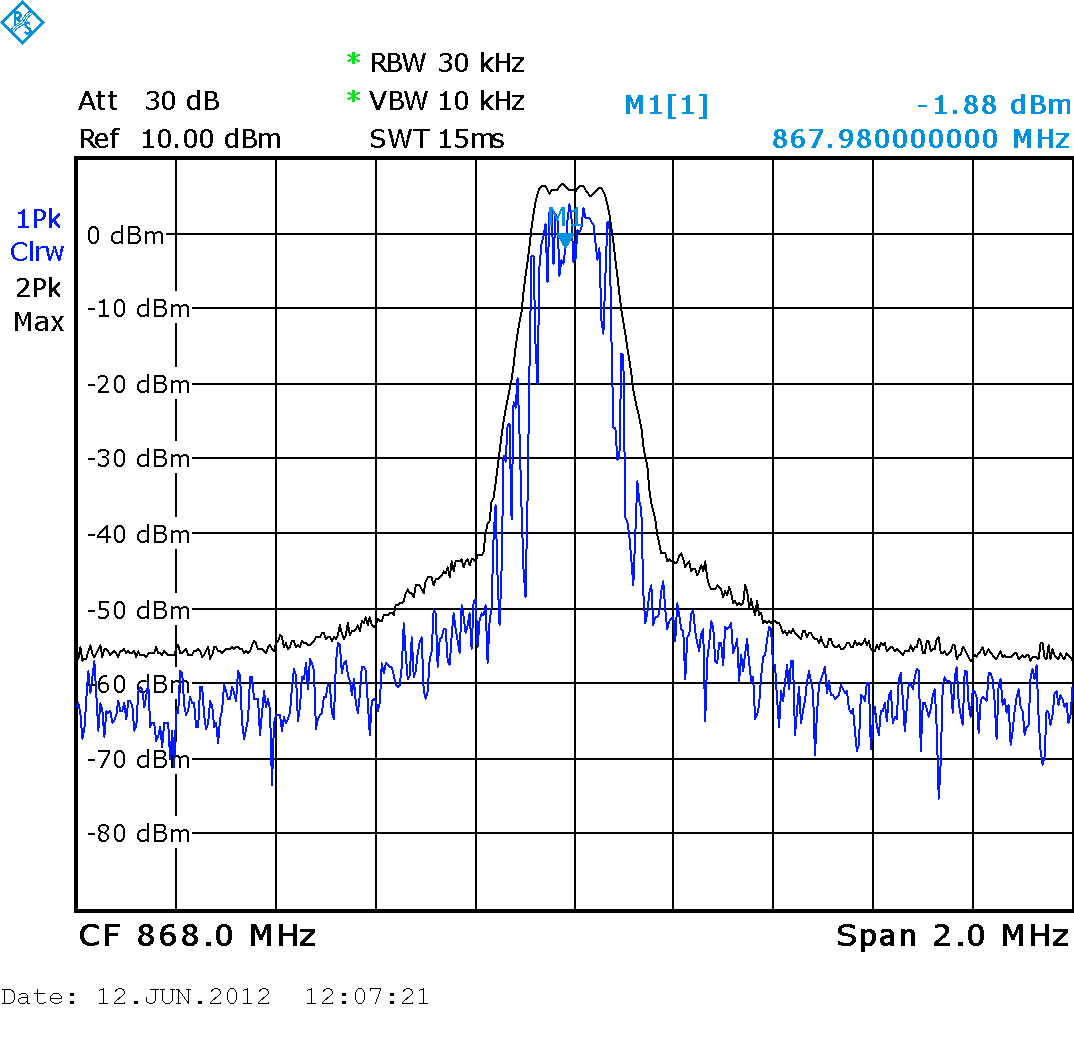 R S
* RBW 30 kHz
Att 30 dB * VBW 10 kHz M1[1] -1.88 dBm
Ref 10.00 dBm SWT 15ms 867.980000000 MHz
1Pk
Clrw
2Pk
Max
M1
0 dBm
-10 dBm
-20 dBm
-30 dBm
-40 dBm
-50 dBm
-60 dBm
-70 dBm
-80 dBm
CF 868.0 MHz Span 2.0 MHz
Date: 12.JUN.2012 12:07:21